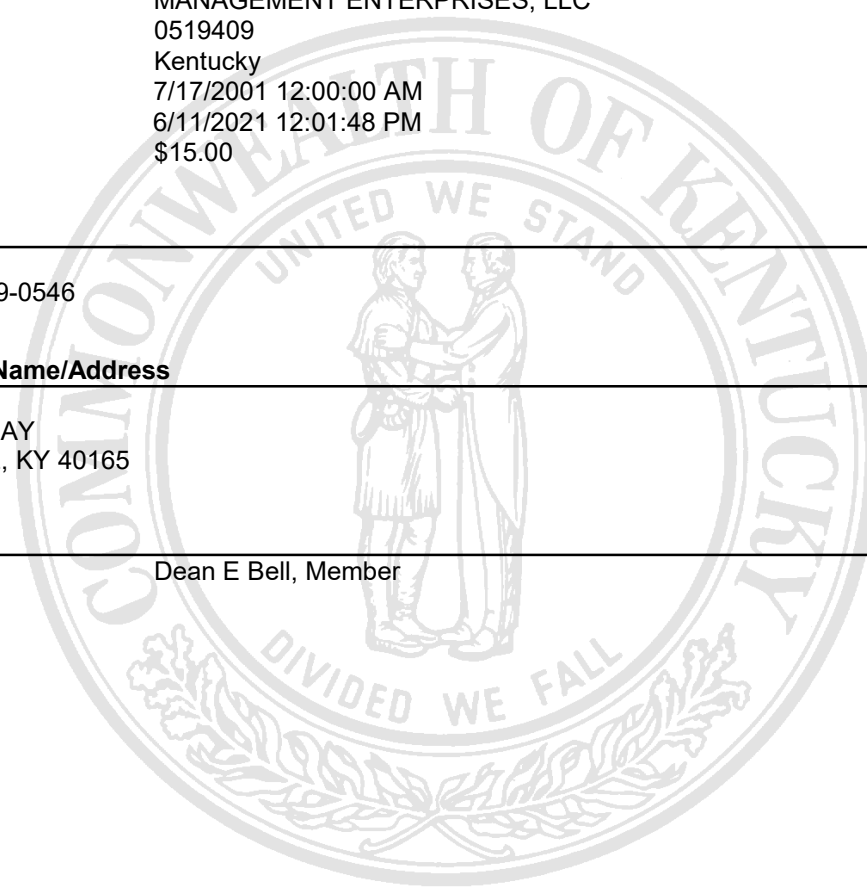 MANAGEMENT ENTERPRISES, LLC
0519409
Kentucky
7/17/2001 12:00:00 AM
6/11/2021 12:01:48 PM
$15.00
COMMONWEALTH OF KENTUCKY
UNITED WE STAND
9-0546
Name/Address
AY
, KY 40165
Dean E Bell, Member
DIVIDED WE FALL